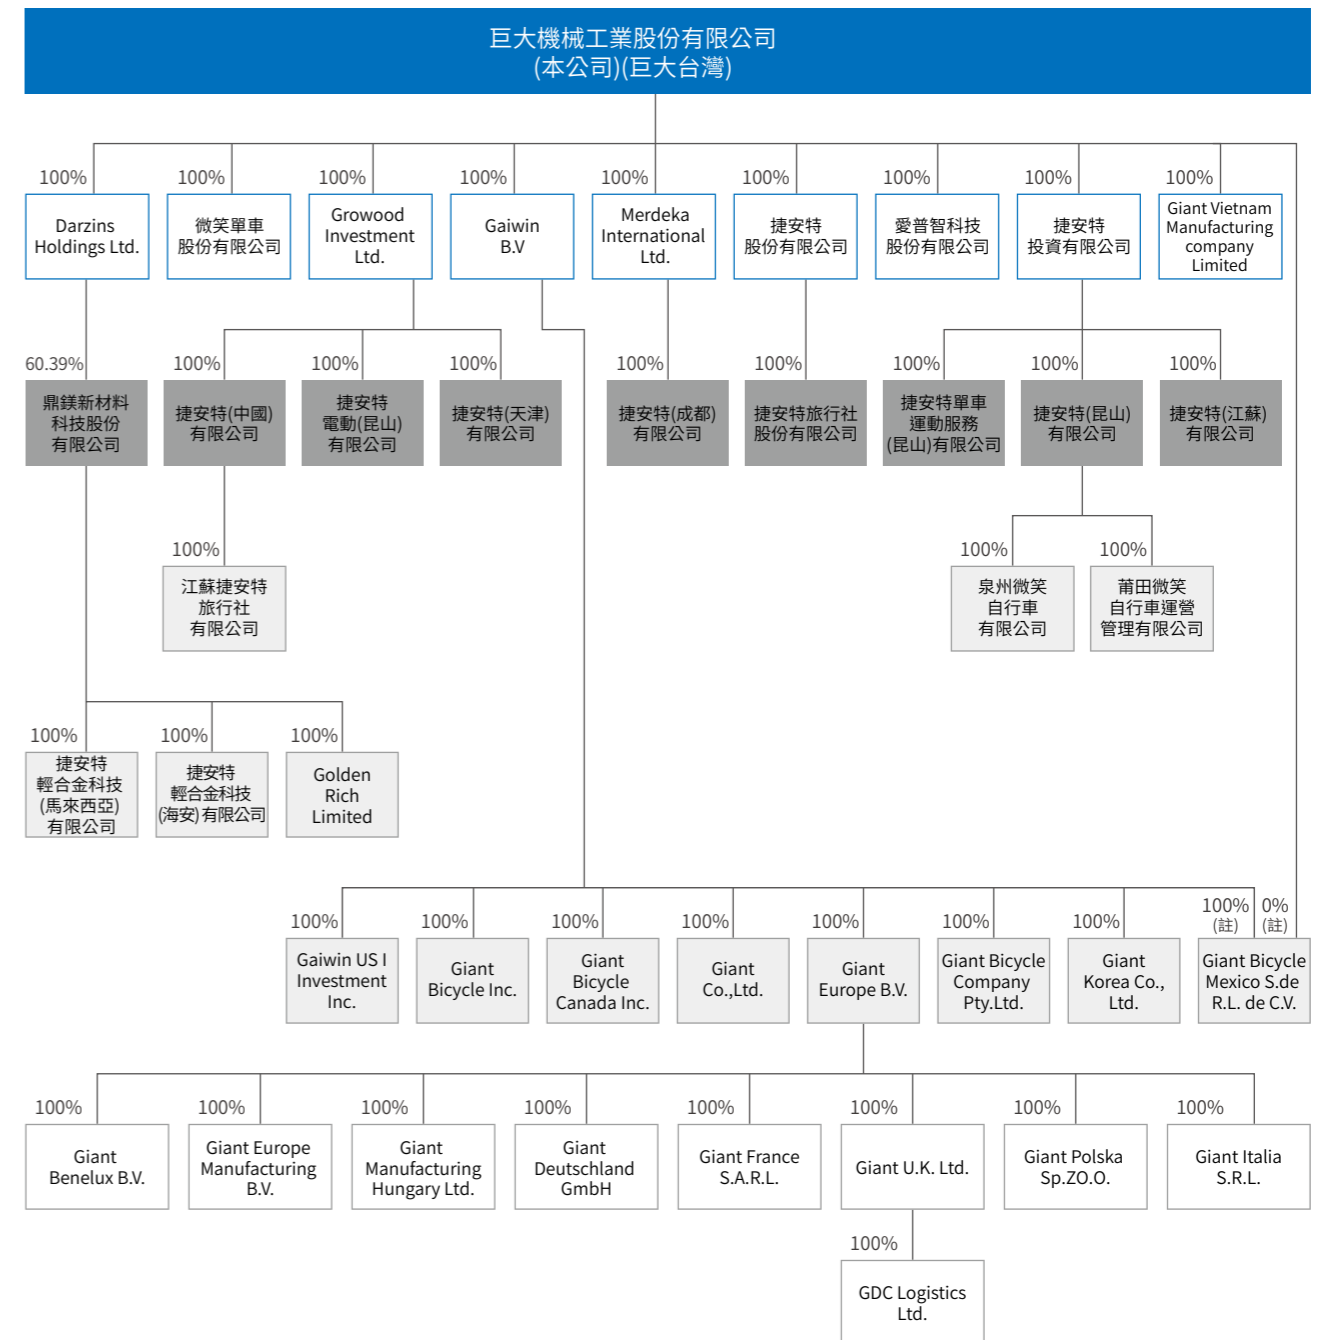 巨大機械工業股份有限公司
(本公司)(巨大台灣)
100%
100%
100%
100%
100%
100%
100%
100%
100%
Darzins
Holdings Ltd.
微笑單車
股份有限公司
Growood
Investment
Ltd.
Gaiwin
B.V
Merdeka
International
Ltd.
捷安特
股份有限公司
愛普智科技
股份有限公司
捷安特
投資有限公司
Giant Vietnam
Manufacturing
company
Limited
60.39%
100%
100%
100%
100%
100%
100%
100%
100%
鼎鎂新材料
科技股份
有限公司
捷安特(中國)
有限公司
捷安特
電動(昆山)
有限公司
捷安特(天津)
有限公司
捷安特(成都)
有限公司
捷安特旅行社
股份有限公司
捷安特單車
運動服務
(昆山)有限公司
捷安特(昆山)
有限公司
捷安特(江蘇)
有限公司
100%
100%
100%
江蘇捷安特
旅行社
有限公司
泉州微笑
自行車
有限公司
莆田微笑
自行車運營
管理有限公司
100%
100%
100%
捷安特
輕合金科技
(馬來西亞)
有限公司
捷安特
輕合金科技
(海安)有限公司
Golden
Rich
Limited
100%
100%
100%
100%
100%
100%
100%
100%
(註)
0%
(註)
Gaiwin US I
Investment
Inc.
Giant
Bicycle Inc.
Giant
Bicycle
Canada Inc.
Giant
Co.,Ltd.
Giant
Europe B.V.
Giant Bicycle
Company
Pty.Ltd.
Giant
Korea Co.,
Ltd.
Giant Bicycle
Mexico S.de
R.L. de C.V.
100%
100%
100%
100%
100%
100%
100%
100%
Giant
Benelux B.V.
Giant Europe
Manufacturing
B.V.
Giant
Manufacturing
Hungary Ltd.
Giant
Deutschland
GmbH
Giant France
S.A.R.L.
Giant U.K. Ltd.
Giant Polska
Sp.ZO.O.
Giant Italia
S.R.L.
100%
GDC Logistics
Ltd.